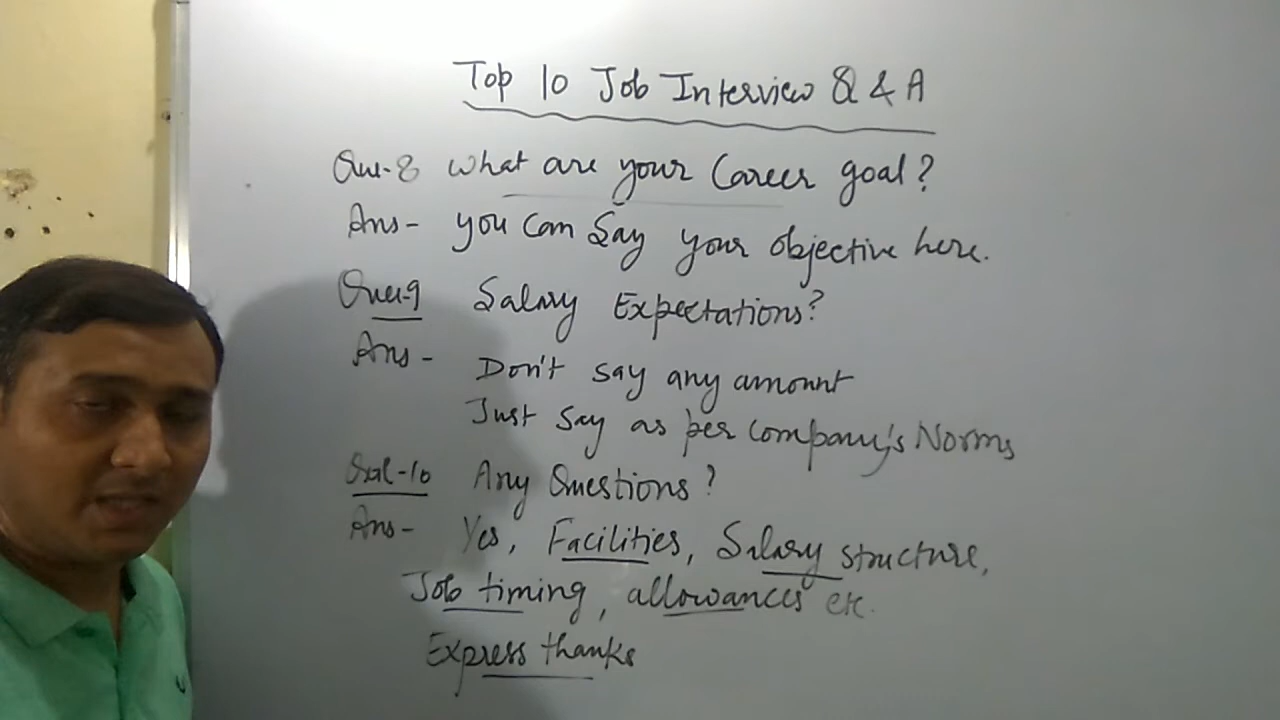 Top 10 Job Interview Q & A
Que-8 What are your Career goal?
Ans- you can Say your objective here.
Que-9 Salary Expectations?
Ans- Don't say any amount
Just Say as per company's Norms
Que-10 Any Questions?
Ans- Yes, Facilities, Salary structure,
Job timing, allowances etc.
Express thanks